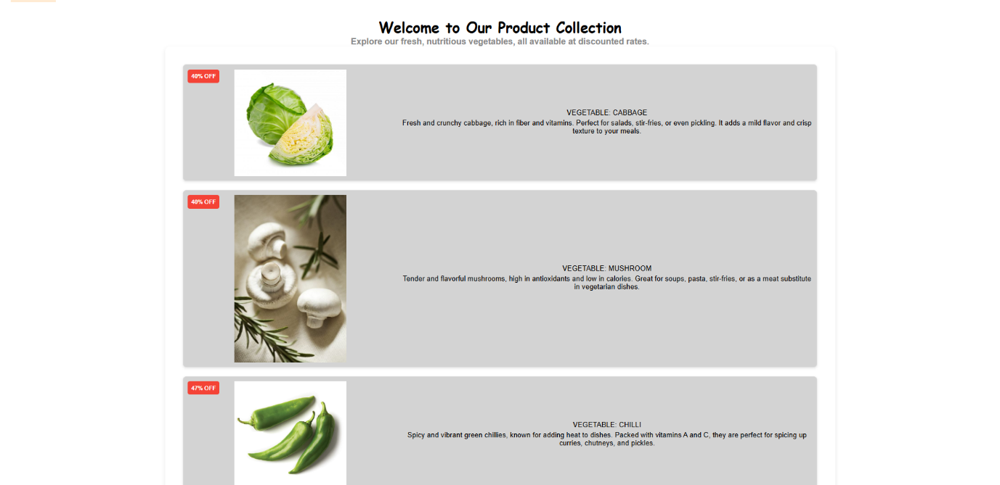 Welcome to Our Product Collection
Explore our fresh, nutritious vegetables, all available at discounted rates.
40% OFF
VEGETABLE: CABBAGE
Fresh and crunchy cabbage, rich in fiber and vitamins. Perfect for salads, stir-fries, or even pickling. It adds a mild flavor and crisp
texture to your meals.
40% OFF
VEGETABLE: MUSHROOM
Tender and flavorful mushrooms, high in antioxidants and low in calories. Great for soups, pasta, stir-fries, or as a meat substitute
in vegetarian dishes.
47% OFF
VEGETABLE: CHILLI
Spicy and vibrant green chillies, known for adding heat to dishes. Packed with vitamins A and C, they are perfect for spicing up
curries, chutneys, and pickles.